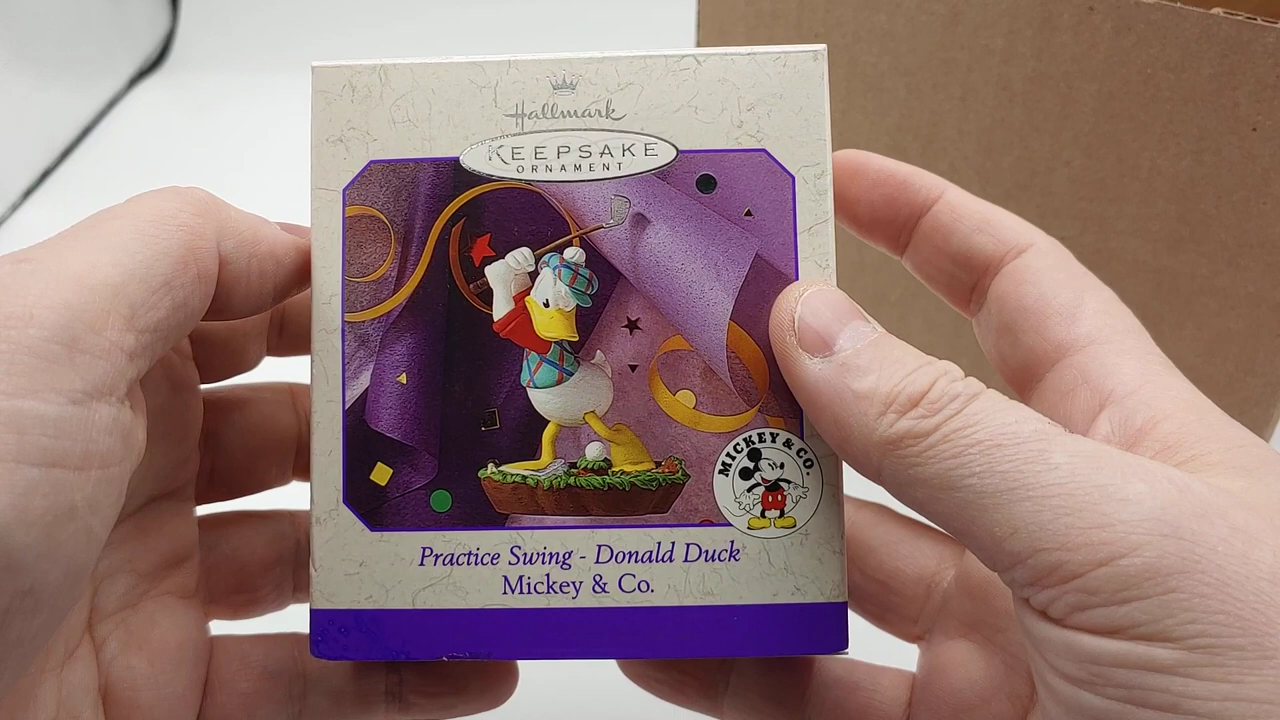 Hallmark
KEEPSAKE
ORNAMENT
MICKEY & CO.
Practice Swing - Donald Duck
Mickey & Co.